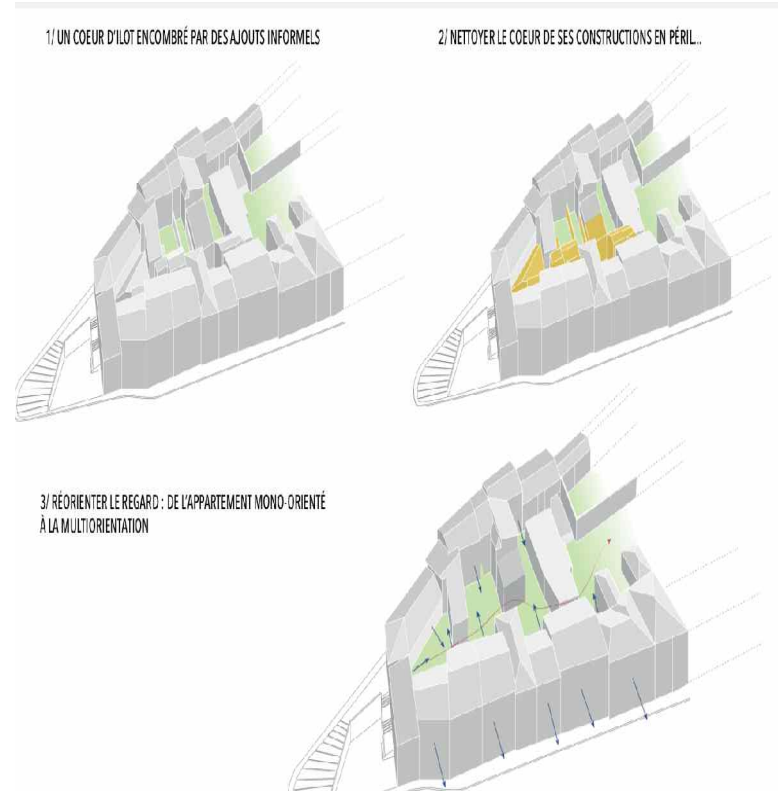 1/ UN COEUR D'ILOT ENCOMBRÉ PAR DES AJOUTS INFORMELS
2/ NETTOYER LE COEUR DE SES CONSTRUCTIONS EN PÉRIL...
3/ RÉORIENTER LE REGARD : DE L'APPARTEMENT MONO-ORIENTÉ
À LA MULTIORIENTATION